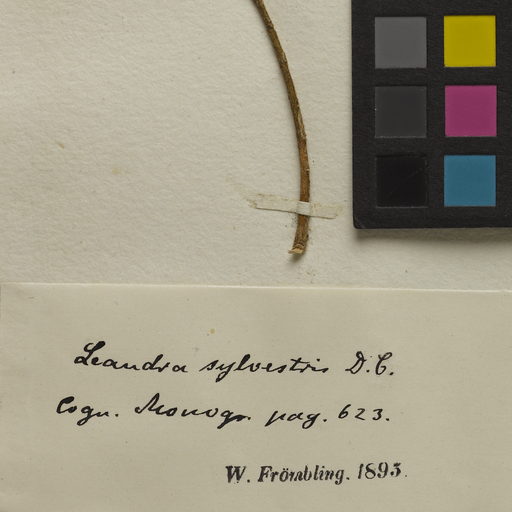 Leandra sylvestris D.C.
Cogn. Monogr. pag. 623.
W. Frömbling. 1893.